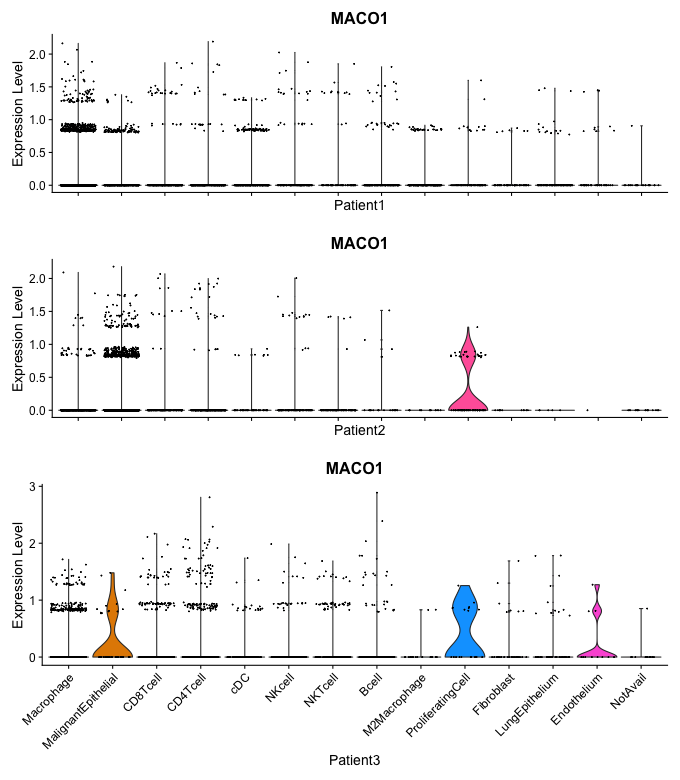 MACO1
Expression Level
2.0
1.5
1.0
0.5
0.0
Patient1
MACO1
Expression Level
2.0
1.5
1.0
0.5
0.0
Patient2
MACO1
Expression Level
3
2
1
0
Macrophage
MalignantEpithelial
CD8Tcell
CD4Tcell
cDC
NKcell
NKTcell
Bcell
M2Macrophage
ProliferatingCell
Fibroblast
LungEpithelium
Endothelium
NotAvail
Patient3